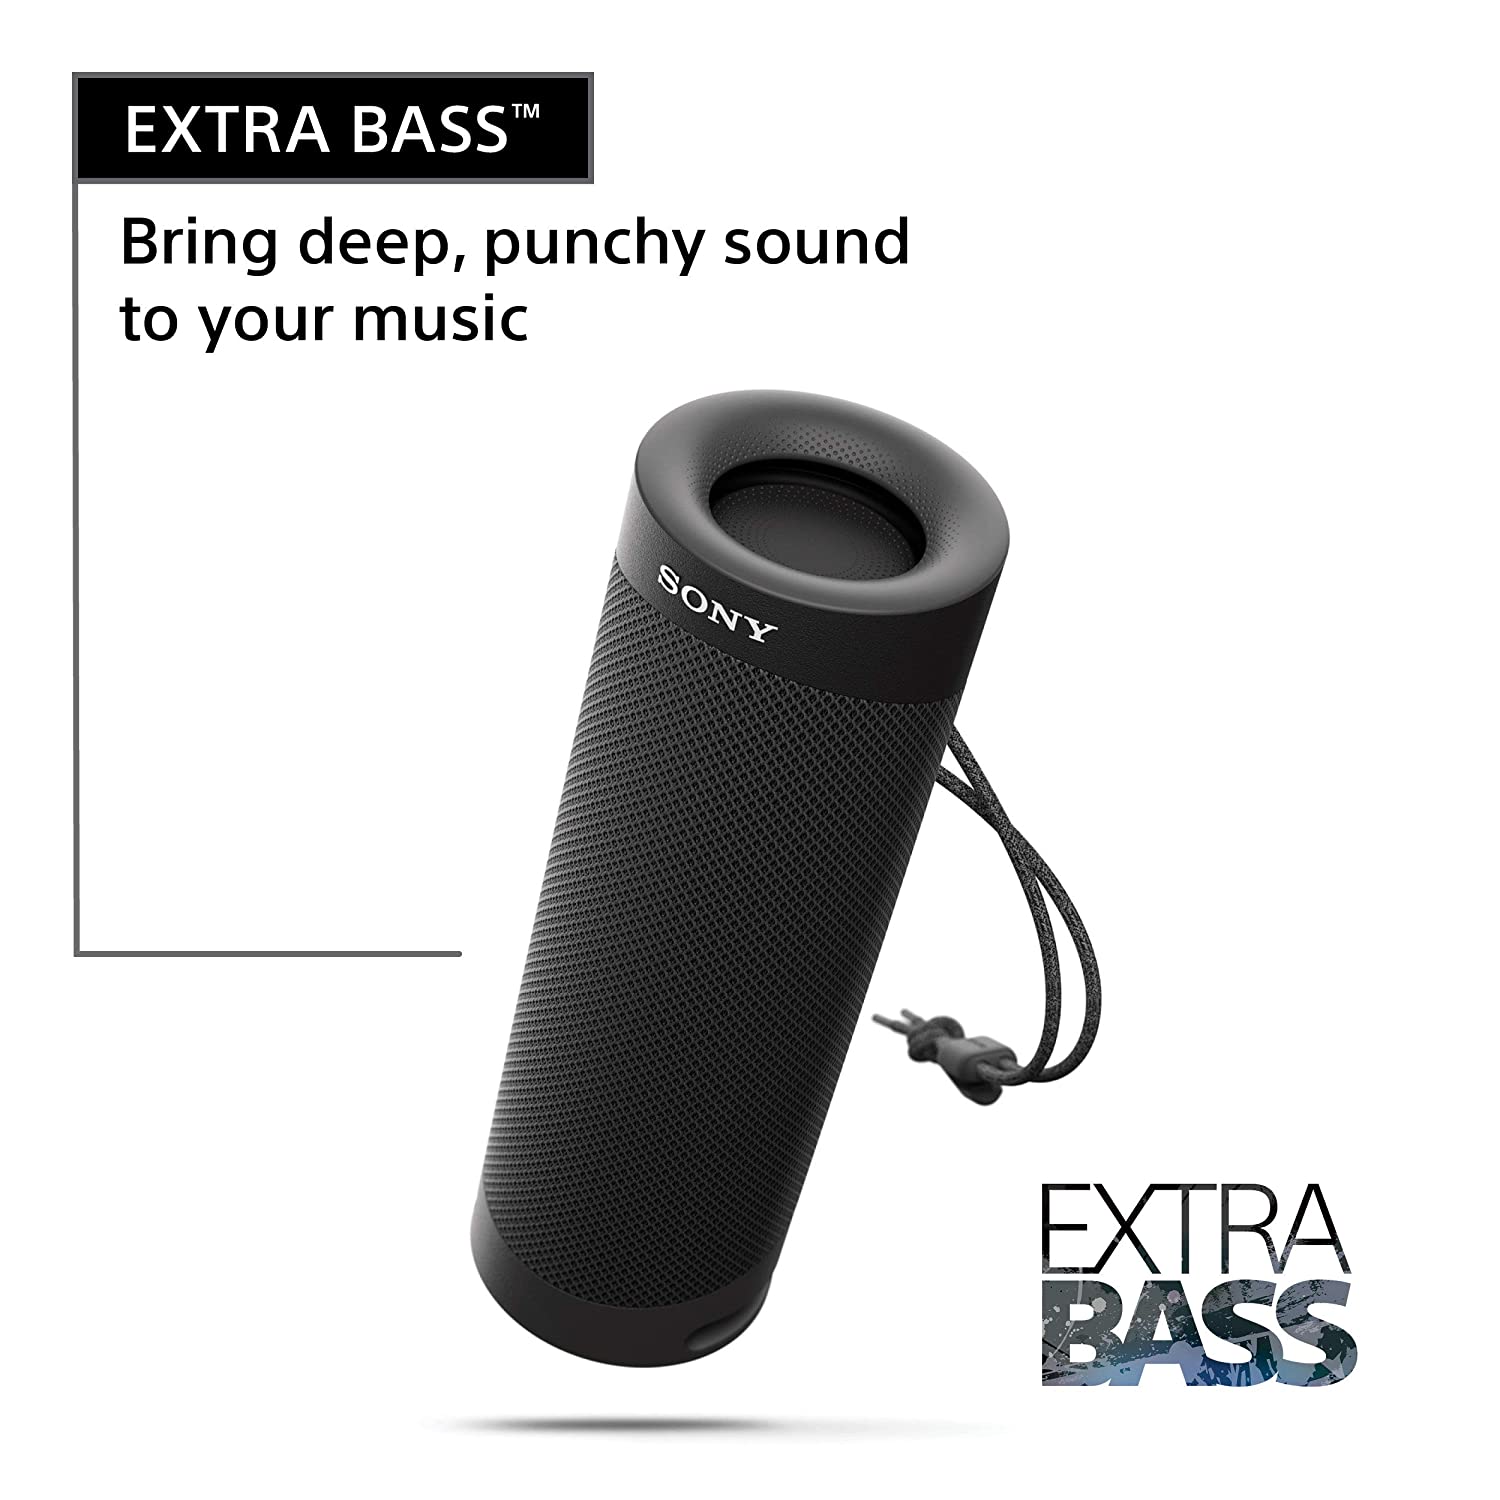 EXTRA BASS™
Bring deep, punchy sound
to your music
SONY
EXTRA
BASS